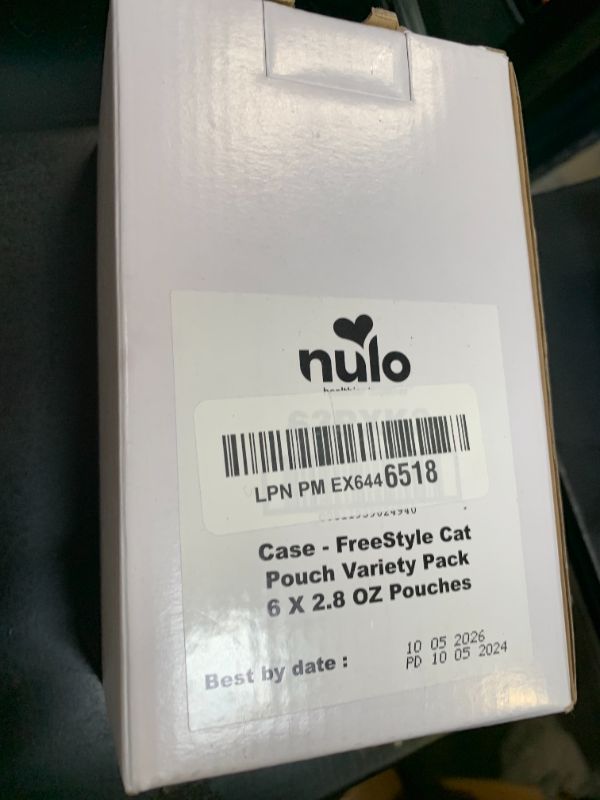 nulo
LPN PM EX6446518
Case - FreeStyle Cat
Pouch Variety Pack
6 X 2.8 OZ Pouches
Best by date : 10 05 2026
PD 10 05 2024